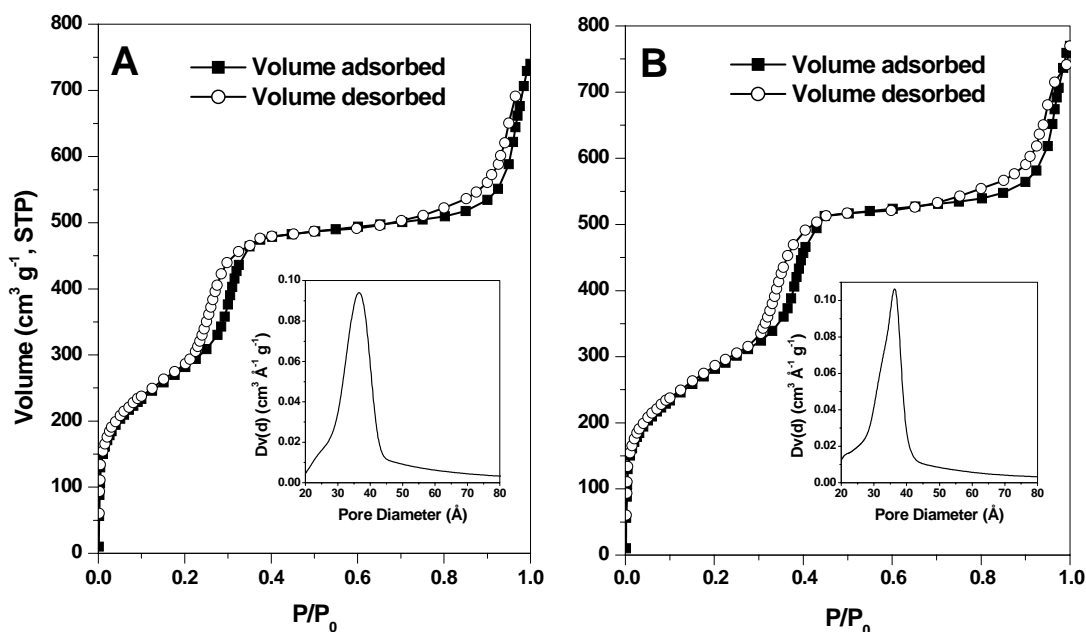 A
Volume adsorbed
Volume desorbed
Volume (cm³ g⁻¹, STP)
800
700
600
500
400
300
200
100
0
0.0 0.2 0.4 0.6 0.8 1.0
P/P₀
Dv(d) (cm³ Å⁻¹ g⁻¹)
0.10
0.08
0.06
0.04
0.02
0.00
20 30 40 50 60 70 80
Pore Diameter (Å)
B
Volume adsorbed
Volume desorbed
800
700
600
500
400
300
200
100
0
0.0 0.2 0.4 0.6 0.8 1.0
P/P₀
Dv(d) (cm³ Å⁻¹ g⁻¹)
0.10
0.08
0.06
0.04
0.02
0.00
20 30 40 50 60 70 80
Pore Diameter (Å)